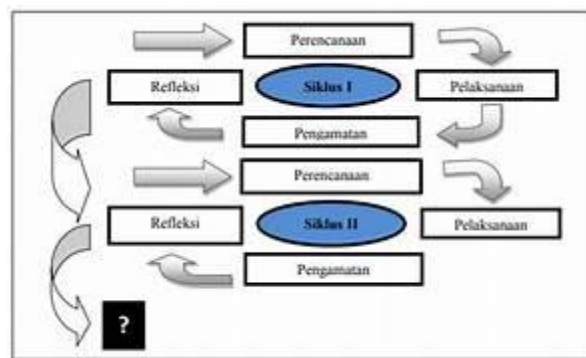 Perencanaan
Refleksi
Siklus I
Pelaksanaan
Pengamatan
Perencanaan
Refleksi
Siklus II
Pelaksanaan
Pengamatan
?